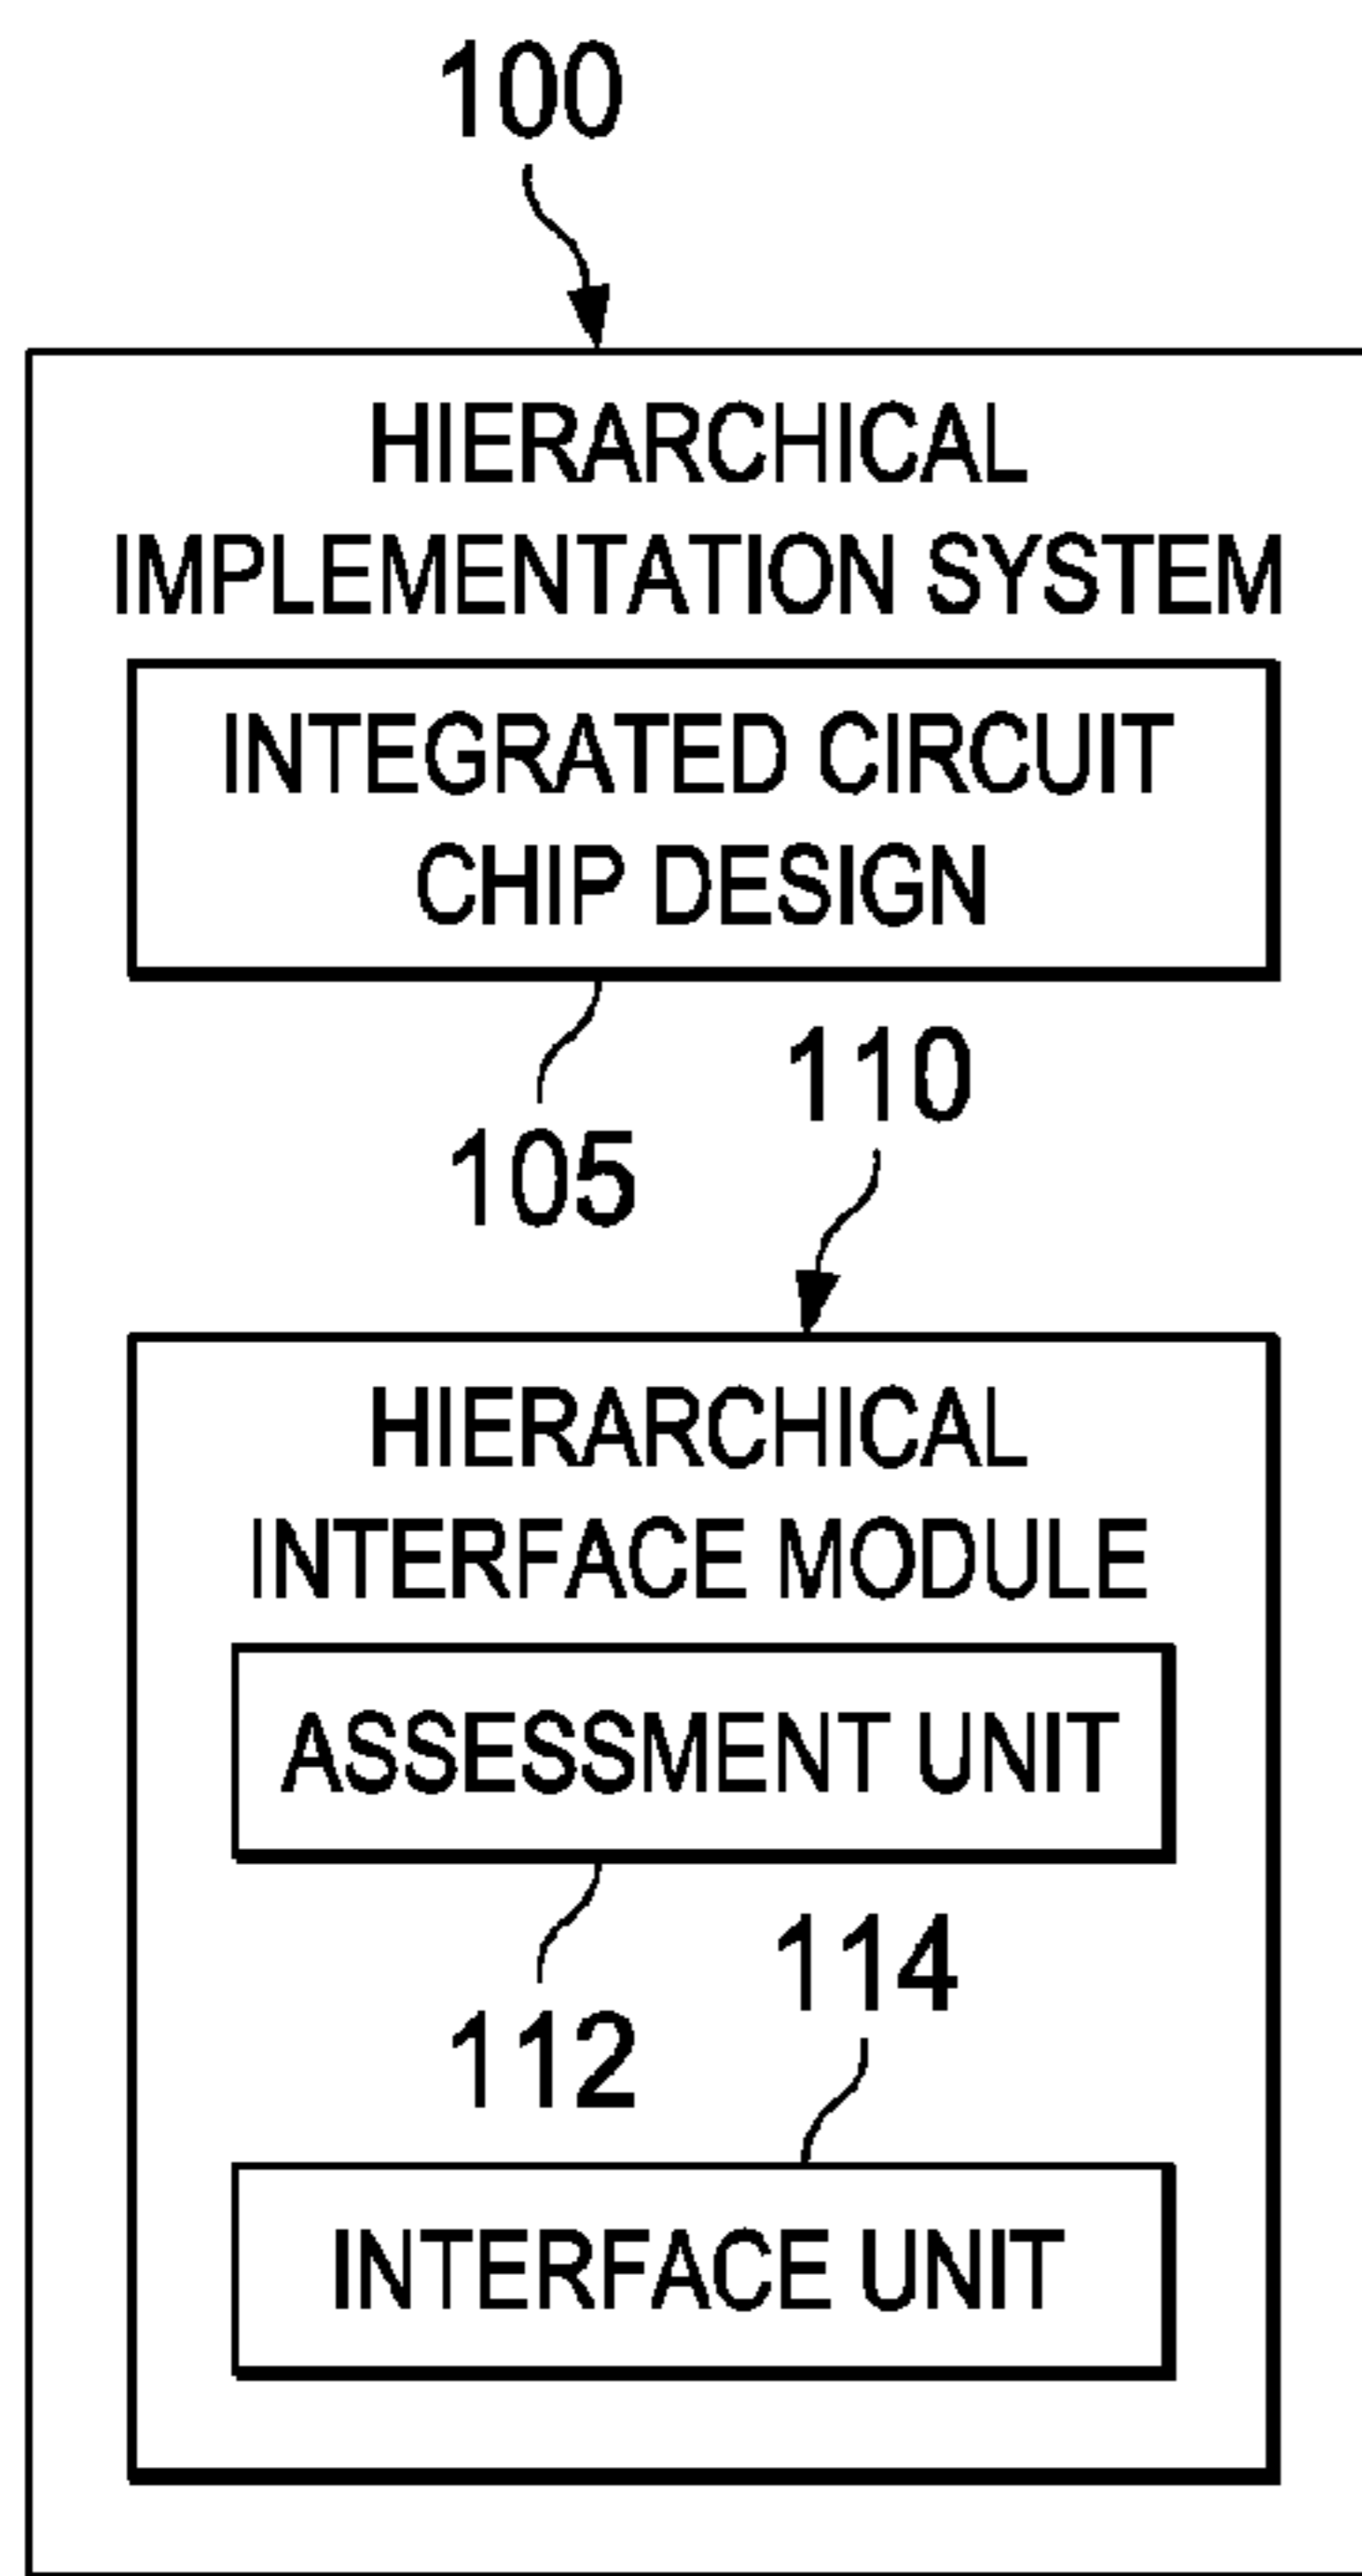 100
HIERARCHICAL
IMPLEMENTATION SYSTEM
INTEGRATED CIRCUIT
CHIP DESIGN
110
105
HIERARCHICAL
INTERFACE MODULE
ASSESSMENT UNIT
114
112
INTERFACE UNIT